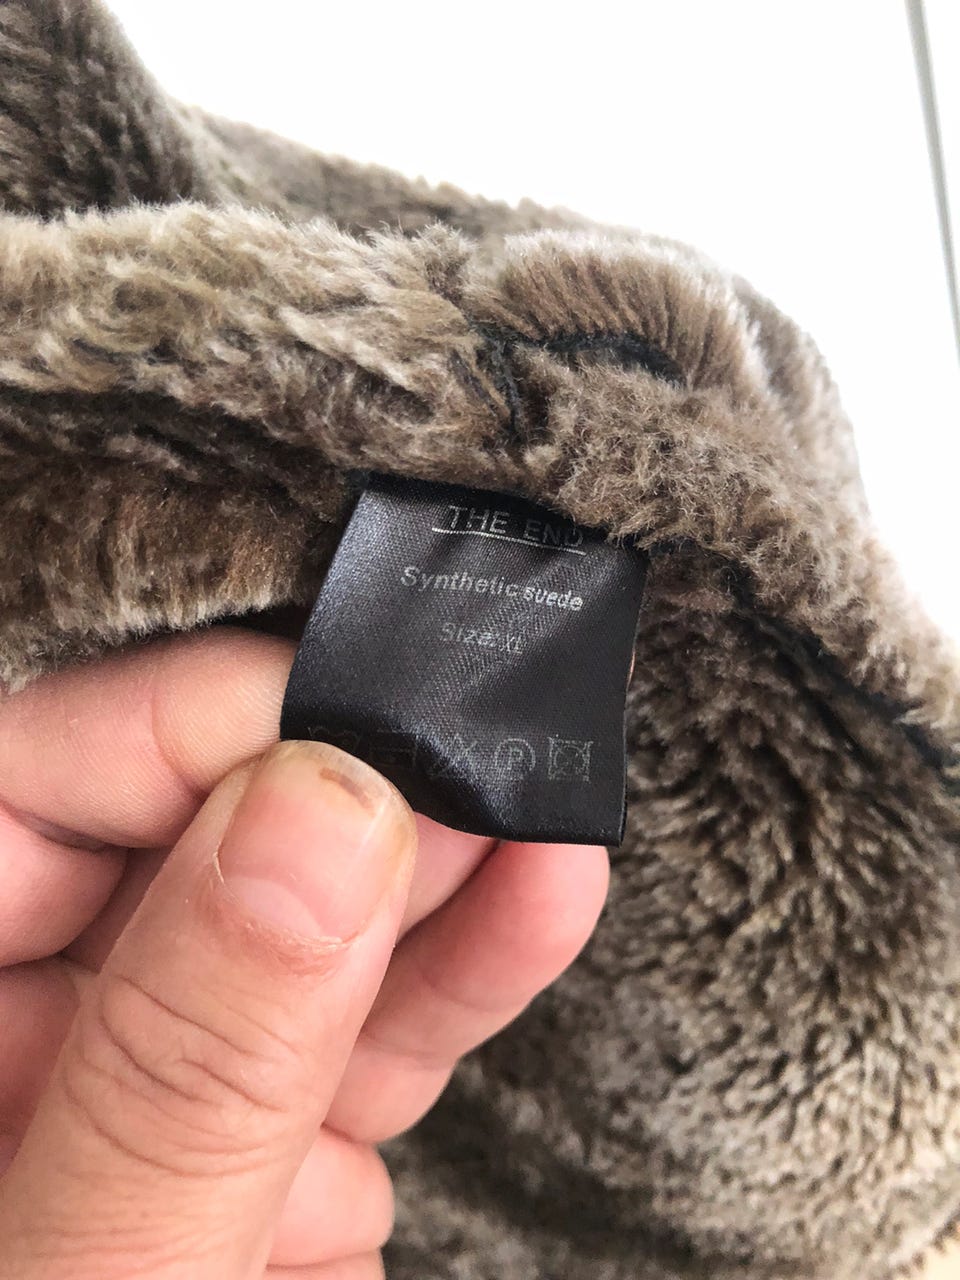 THE END
Synthetic suede
Size: XL
P